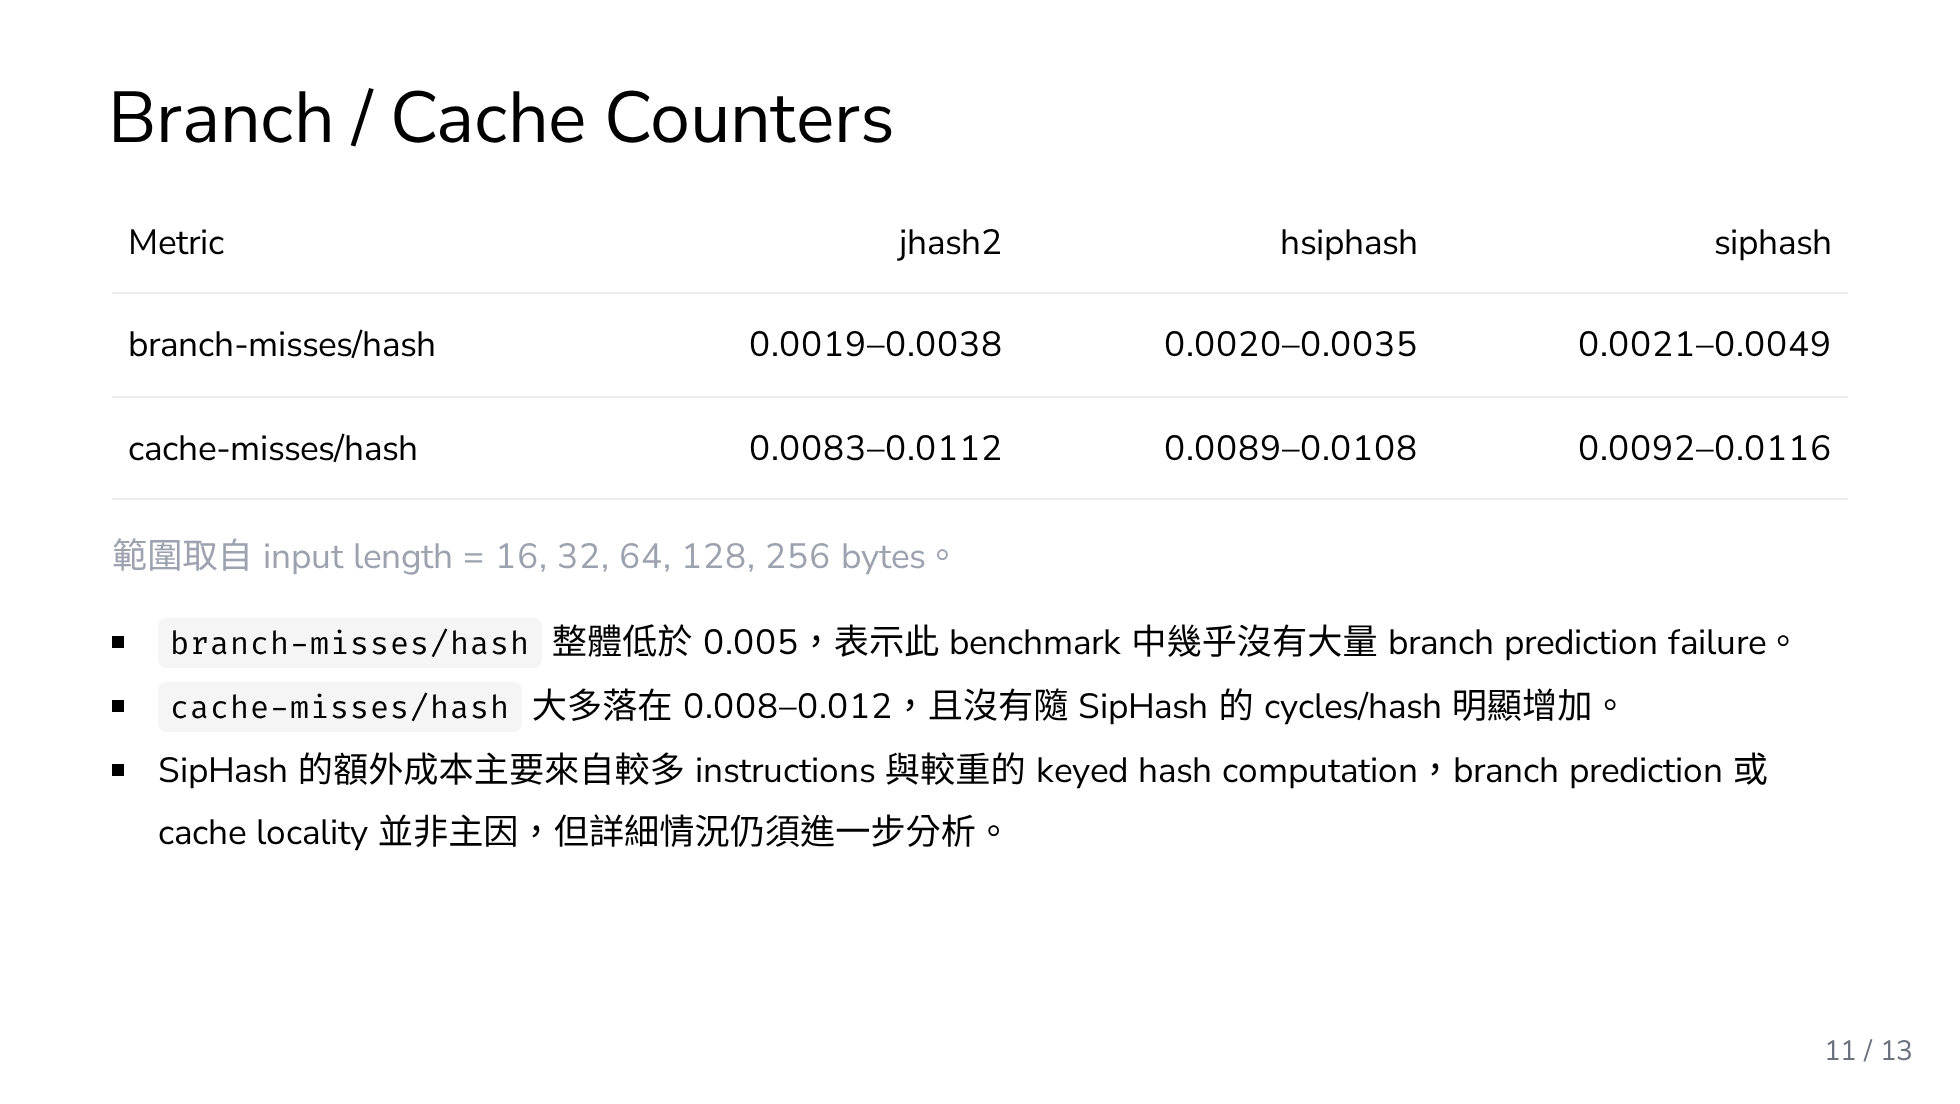 Branch / Cache Counters
Metric jhash2 hsiphash siphash
branch-misses/hash 0.0019–0.0038 0.0020–0.0035 0.0021–0.0049
cache-misses/hash 0.0083–0.0112 0.0089–0.0108 0.0092–0.0116
範圍取自 input length = 16, 32, 64, 128, 256 bytes。
▪ branch-misses/hash 整體低於 0.005，表示此 benchmark 中幾乎沒有大量 branch prediction failure。
▪ cache-misses/hash 大多落在 0.008–0.012，且沒有隨 SipHash 的 cycles/hash 明顯增加。
▪ SipHash 的額外成本主要來自較多 instructions 與較重的 keyed hash computation，branch prediction 或
cache locality 並非主因，但詳細情況仍須進一步分析。
11 / 13